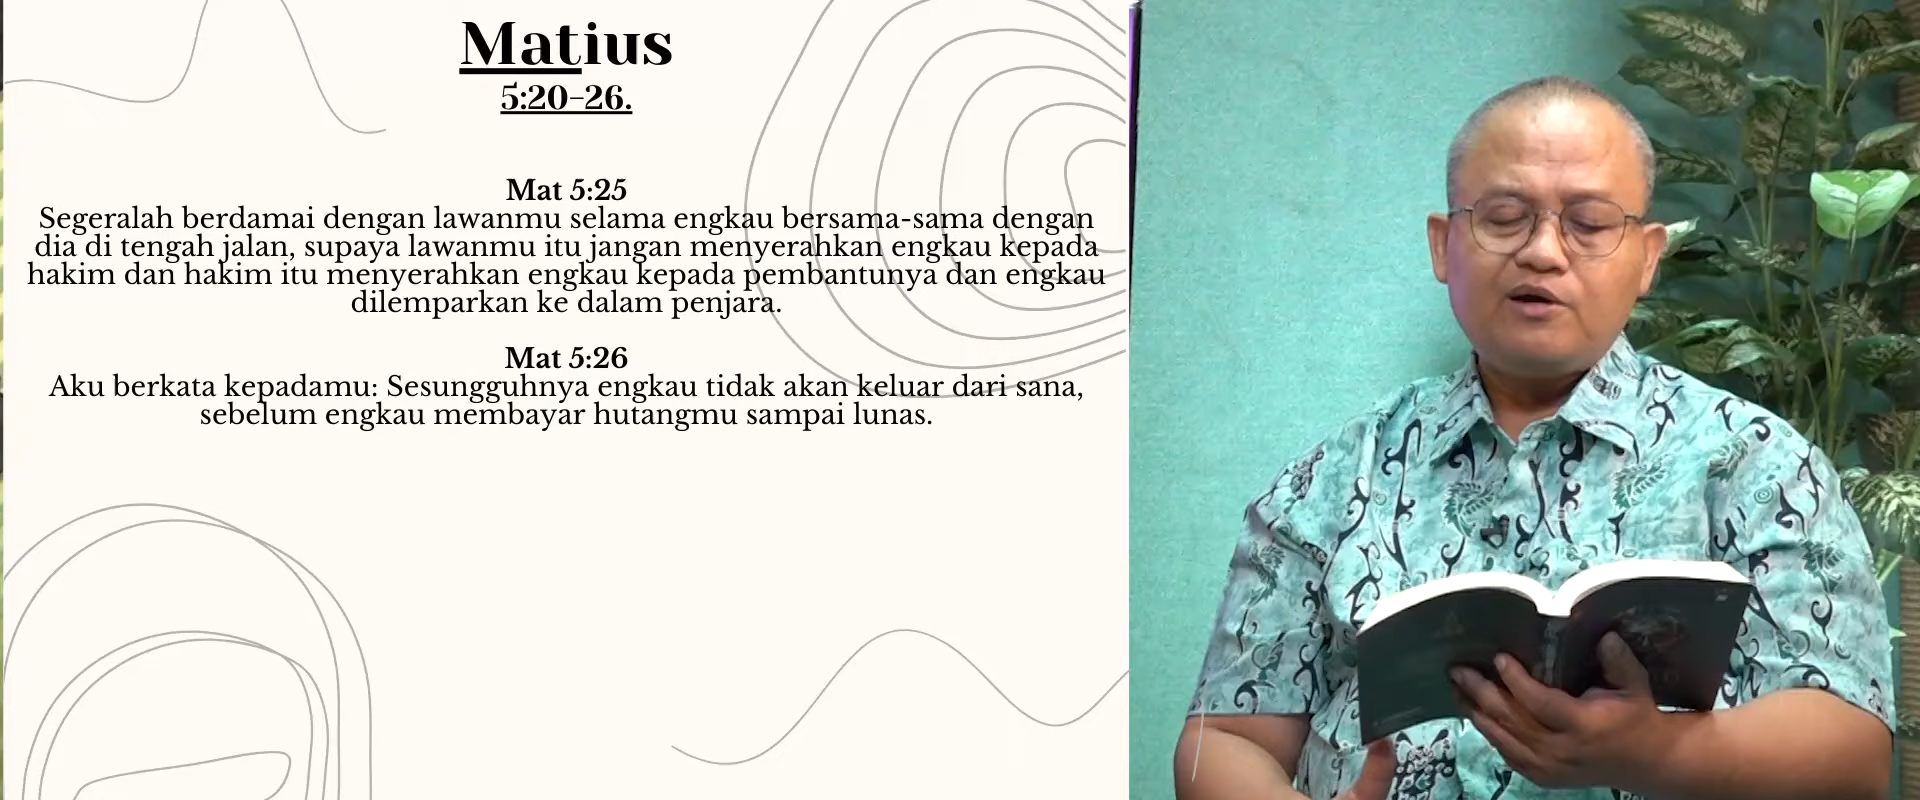 Matius
5:20-26.
Mat 5:25
Segeralah berdamai dengan lawanmu selama engkau bersama-sama dengan
dia di tengah jalan, supaya lawanmu itu jangan menyerahkan engkau kepada
hakim dan hakim itu menyerahkan engkau kepada pembantunya dan engkau
dilemparkan ke dalam penjara.
Mat 5:26
Aku berkata kepadamu: Sesungguhnya engkau tidak akan keluar dari sana,
sebelum engkau membayar hutangmu sampai lunas.